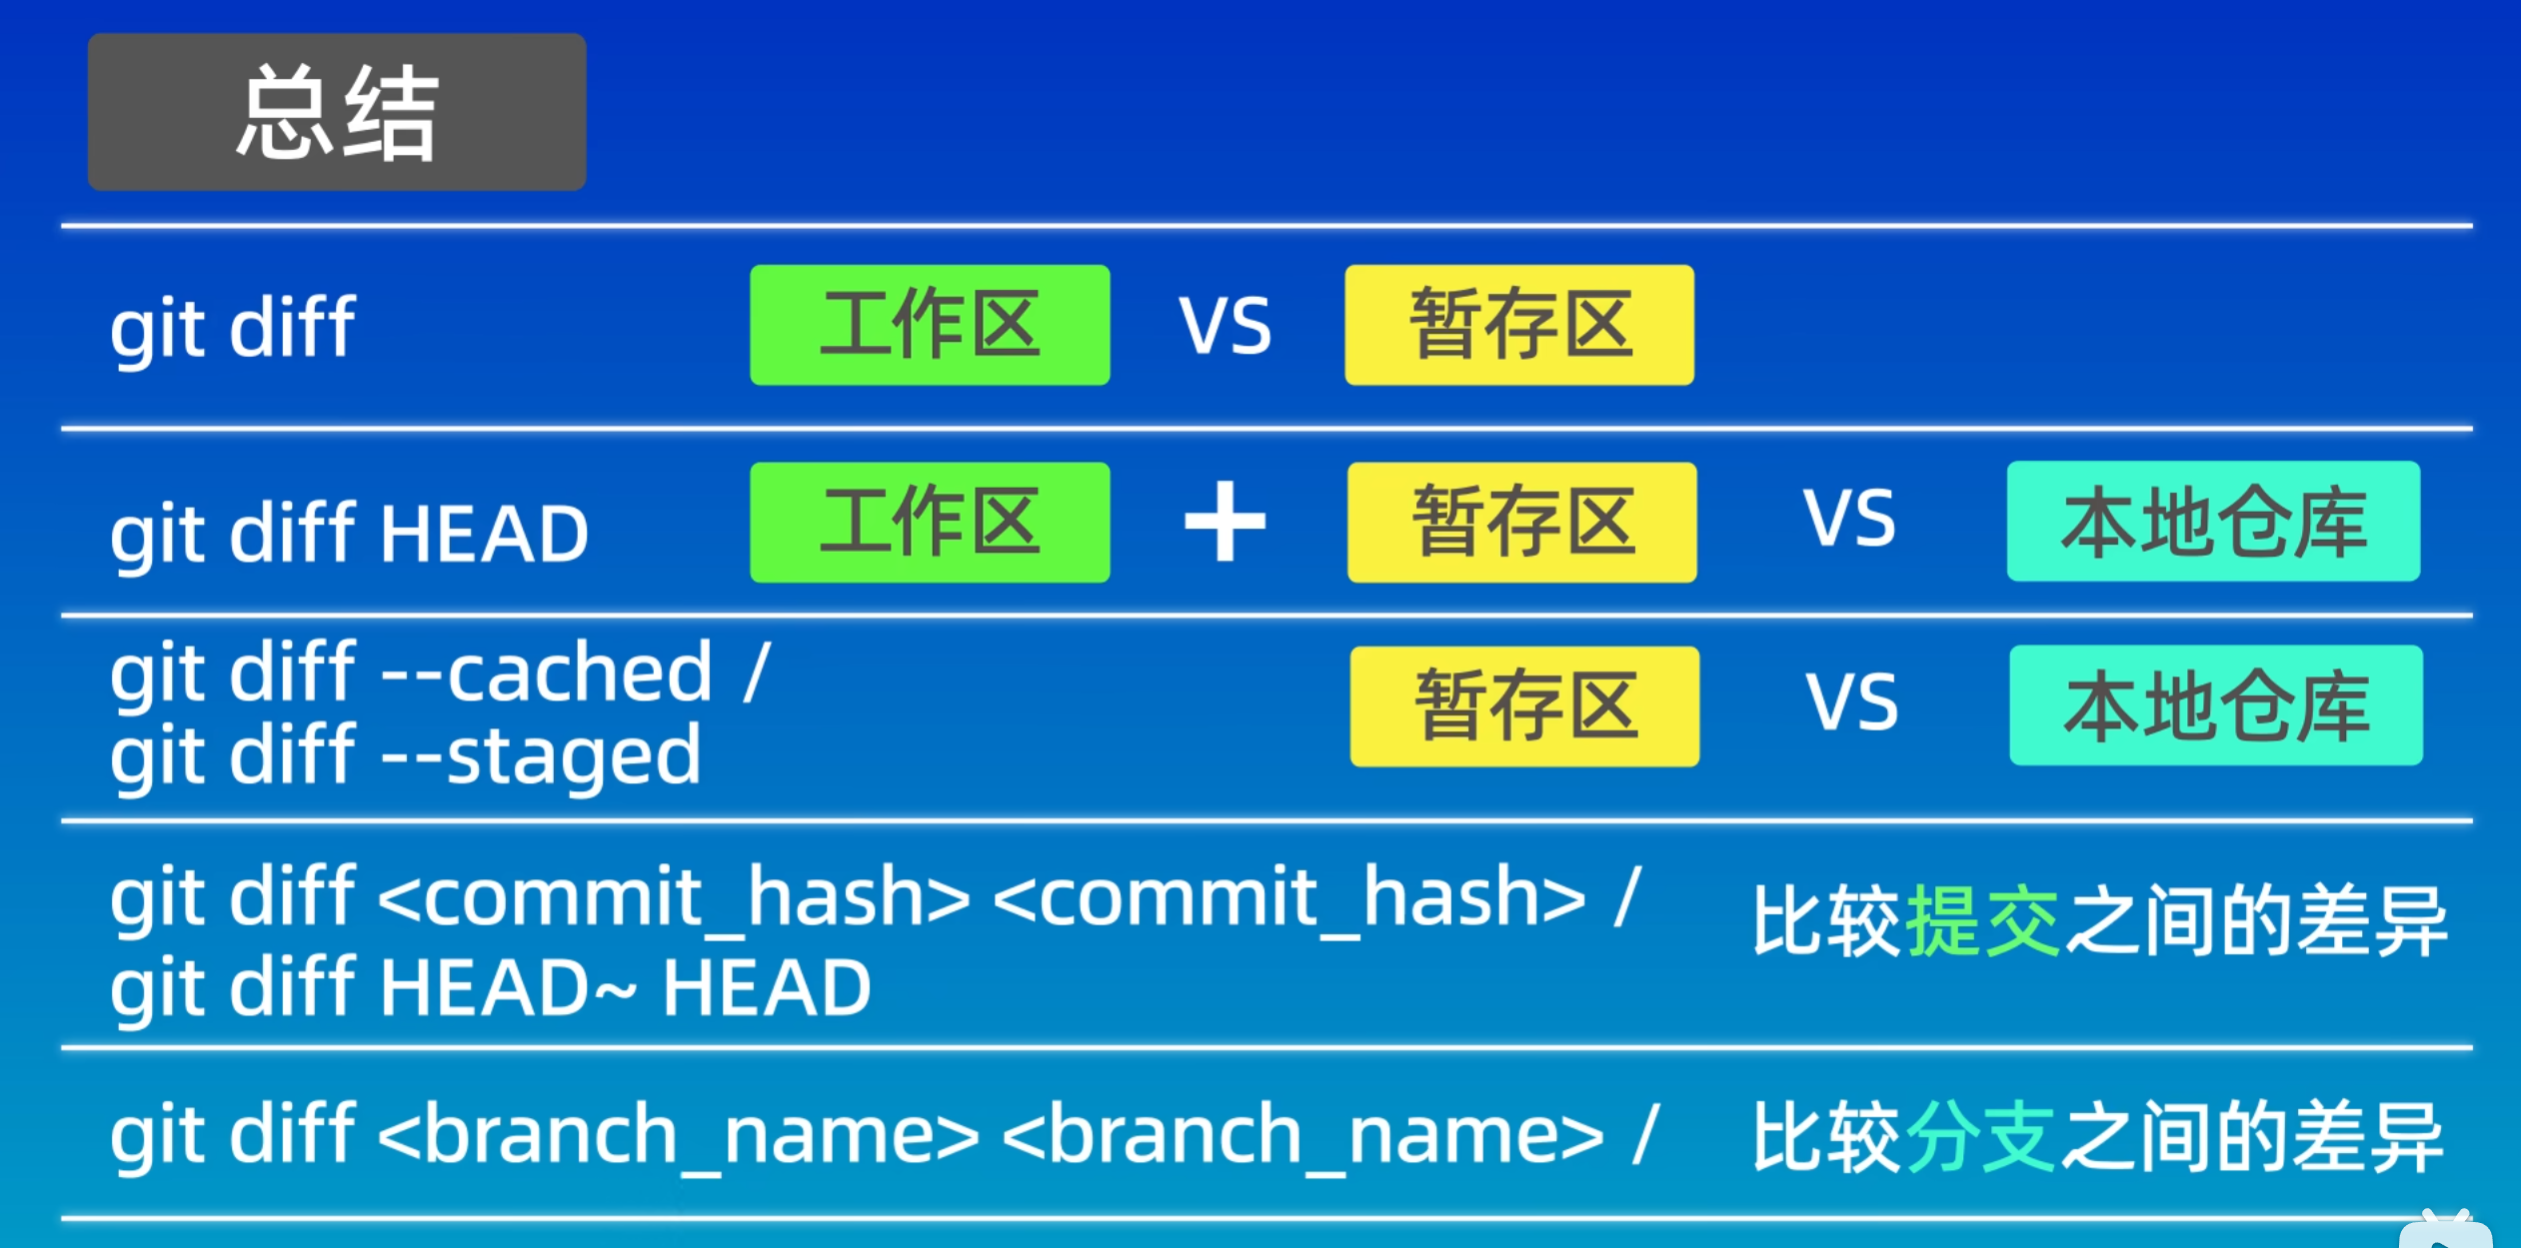 总结
git diff 工作区 VS 暂存区
git diff HEAD 工作区 + 暂存区 VS 本地仓库
git diff --cached /
git diff --staged
暂存区 VS 本地仓库
git diff <commit_hash> <commit_hash> /
git diff HEAD~ HEAD
比较提交之间的差异
git diff <branch_name> <branch_name> / 比较分支之间的差异